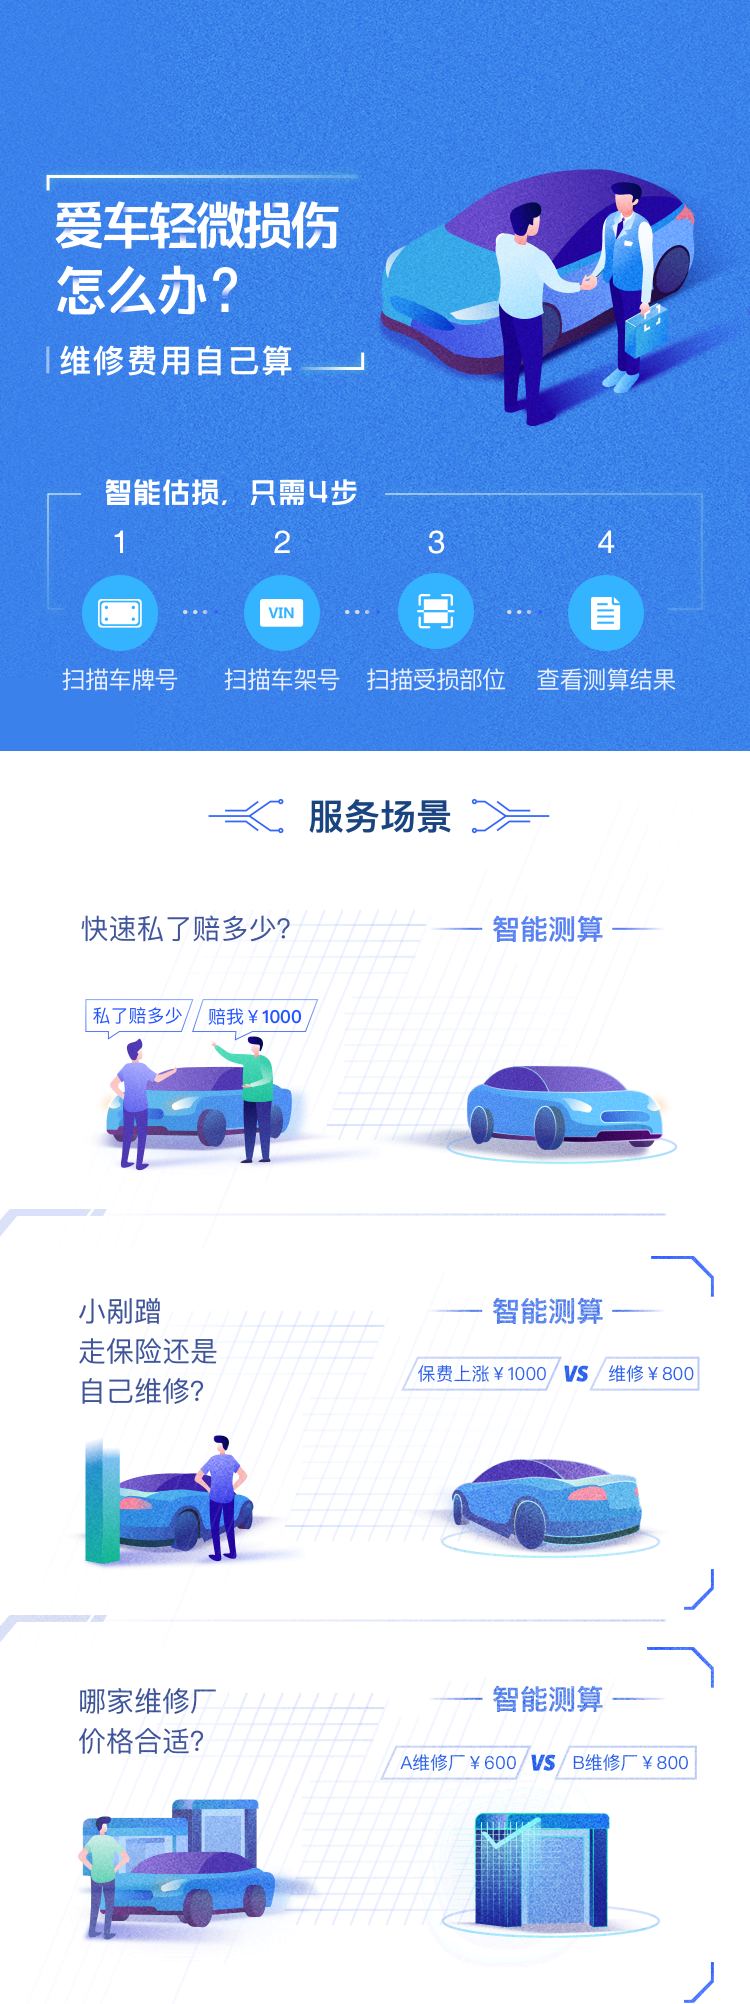 爱车轻微损伤
怎么办?
维修费用自己算
智能估损，只需4步
1
2
3
4
VIN
扫描车牌号
扫描车架号
扫描受损部位
查看测算结果
服务场景
快速私了赔多少?
智能测算
私了赔多少
赔我￥1000
小剐蹭
走保险还是
自己维修?
智能测算
保费上涨￥1000 VS 维修￥800
哪家维修厂
价格合适?
智能测算
A维修厂￥600 VS B维修厂￥800